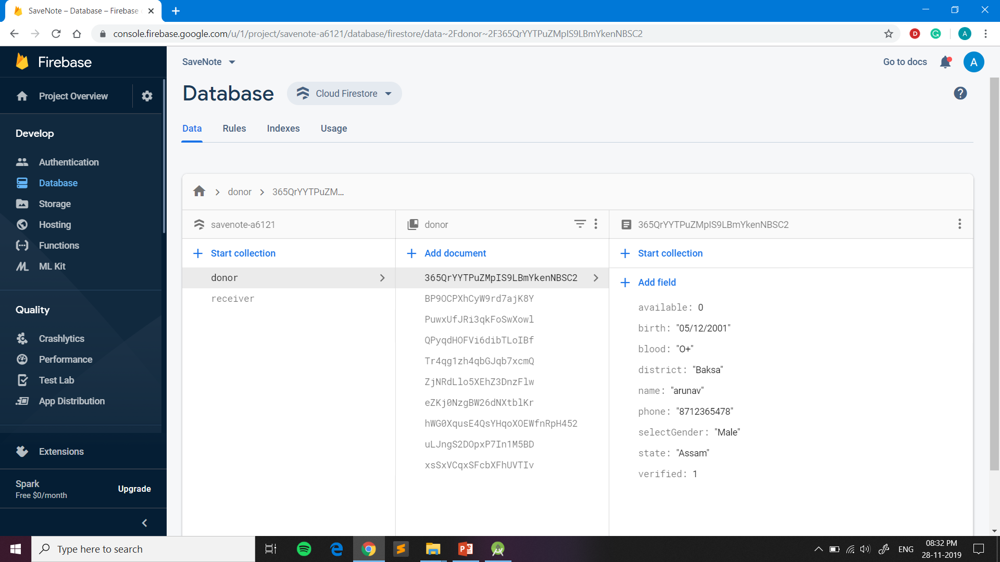 SaveNote – Database – Firebase
console.firebase.google.com/u/1/project/savenote-a6121/database/firestore/data~2Fdonor~2F365QrYYTPuZMpIS9LBmYkenNBSC2
D
G
A
Firebase
SaveNote
Go to docs
A
Project Overview
Database
Cloud Firestore
?
Data Rules Indexes Usage
Develop
Authentication
Database
Storage
Hosting
Functions
ML Kit
Quality
Crashlytics
Performance
Test Lab
App Distribution
Extensions
Spark
Free $0/month
Upgrade
donor
365QrYYTPuZM...
savenote-a6121
Start collection
donor
receiver
donor
Add document
365QrYYTPuZMpIS9LBmYkenNBSC2
BP9OCPXhCyW9rd7ajK8Y
PuwxUfJRi3qkFoSwXowl
QPyqdHOFVi6dibTLoIBf
Tr4qg1zh4qbGJqb7xcmQ
ZjNRdLlo5XEhZ3DnzFlw
eZKj0NzgBW26dNXtblKr
hWG0XqusE4QsYHqoXOEWfnRpH452
uLJngS2DOpxP7In1M5BD
xsSxVCqxSFcbXFhUVTIv
365QrYYTPuZMpIS9LBmYkenNBSC2
Start collection
Add field
available: 0
birth: "05/12/2001"
blood: "O+"
district: "Baksa"
name: "arunav"
phone: "8712365478"
selectGender: "Male"
state: "Assam"
verified: 1
Type here to search
ENG
08:32 PM
28-11-2019